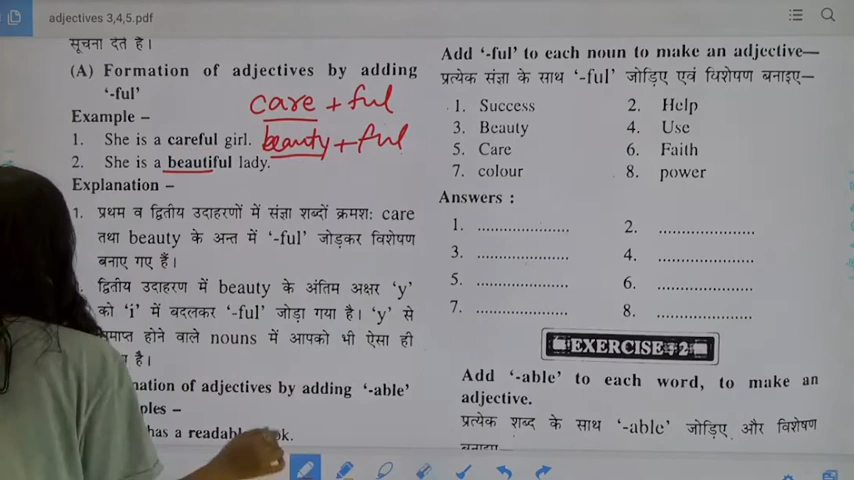 adjectives 3,4,5.pdf
सूचना देते है।
(A) Formation of adjectives by adding
'-ful'
care + ful
Example –
1. She is a careful girl.
beauty + ful
2. She is a beautiful lady.
Explanation –
1. प्रथम व द्वितीय उदाहरणों में संज्ञा शब्दों क्रमशः care
तथा beauty के अन्त में '-ful' जोड़कर विशेषण
बनाए गए हैं।
द्वितीय उदाहरण में beauty के अंतिम अक्षर 'y'
को 'i' में बदलकर '-ful' जोड़ा गया है। 'y' से
होने वाले nouns में आपको भी ऐसा ही
है।
of adjectives by adding '-able'
has a readable
Add '-ful' to each noun to make an adjective—
प्रत्येक संज्ञा के साथ '-ful' जोड़िए एवं विशेषण बनाइए–
1. Success 2. Help
3. Beauty 4. Use
5. Care 6. Faith
7. colour 8. power
Answers :
1. .................... 2. ....................
3. .................... 4. ....................
5. .................... 6. ....................
7. .................... 8. ....................
EXERCISE : 2
Add '-able' to each word, to make an
adjective.
प्रत्येक शब्द के साथ '-able' जोड़िए और विशेषण
बनाइए–